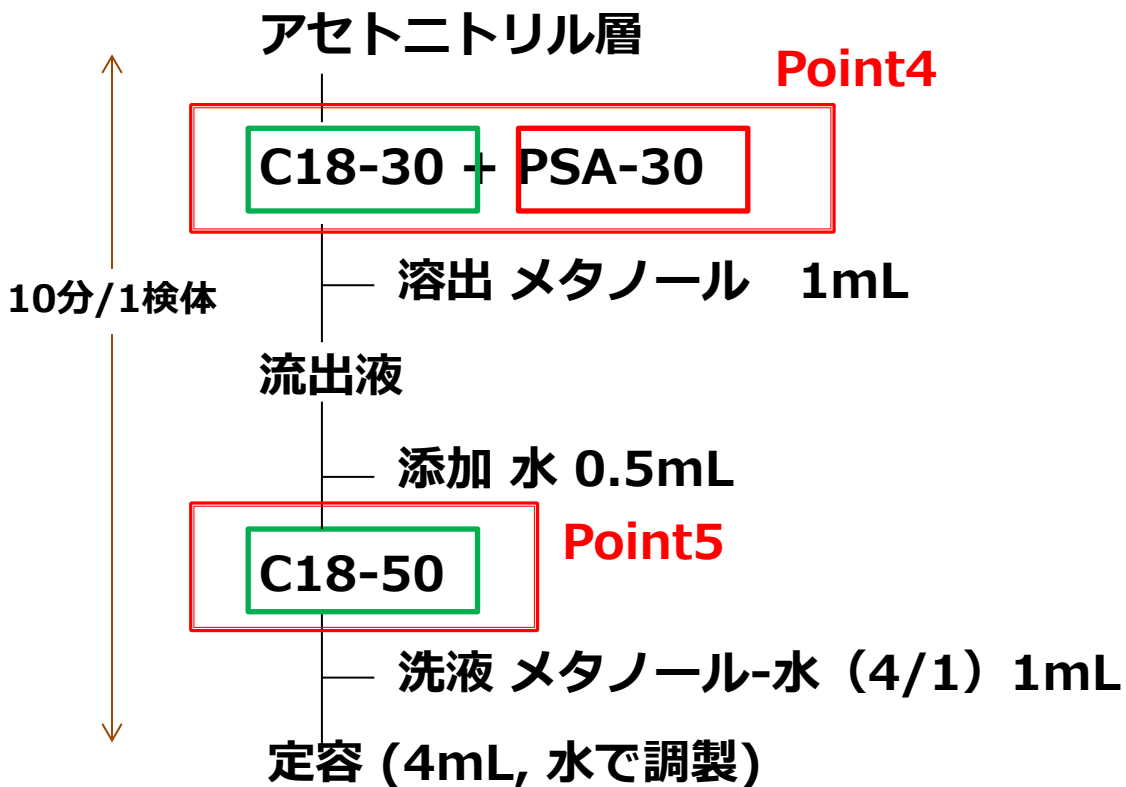 アセトニトリル層
Point4
C18-30 + PSA-30
溶出 メタノール　1mL
10分/1検体
流出液
添加 水 0.5mL
Point5
C18-50
洗液 メタノール-水（4/1）1mL
定容 (4mL, 水で調製)